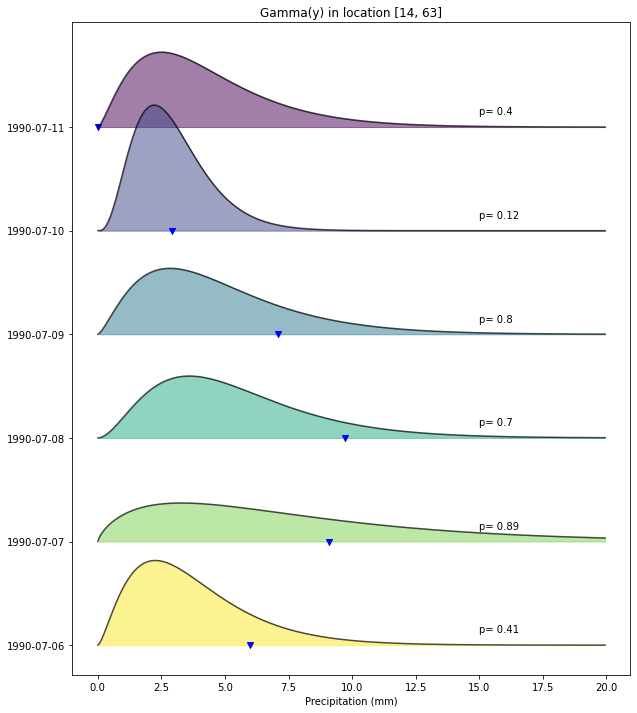 Gamma(y) in location [14, 63]
1990-07-11
p= 0.4
1990-07-10
p= 0.12
1990-07-09
p= 0.8
1990-07-08
p= 0.7
1990-07-07
p= 0.89
1990-07-06
p= 0.41
0.0 2.5 5.0 7.5 10.0 12.5 15.0 17.5 20.0
Precipitation (mm)